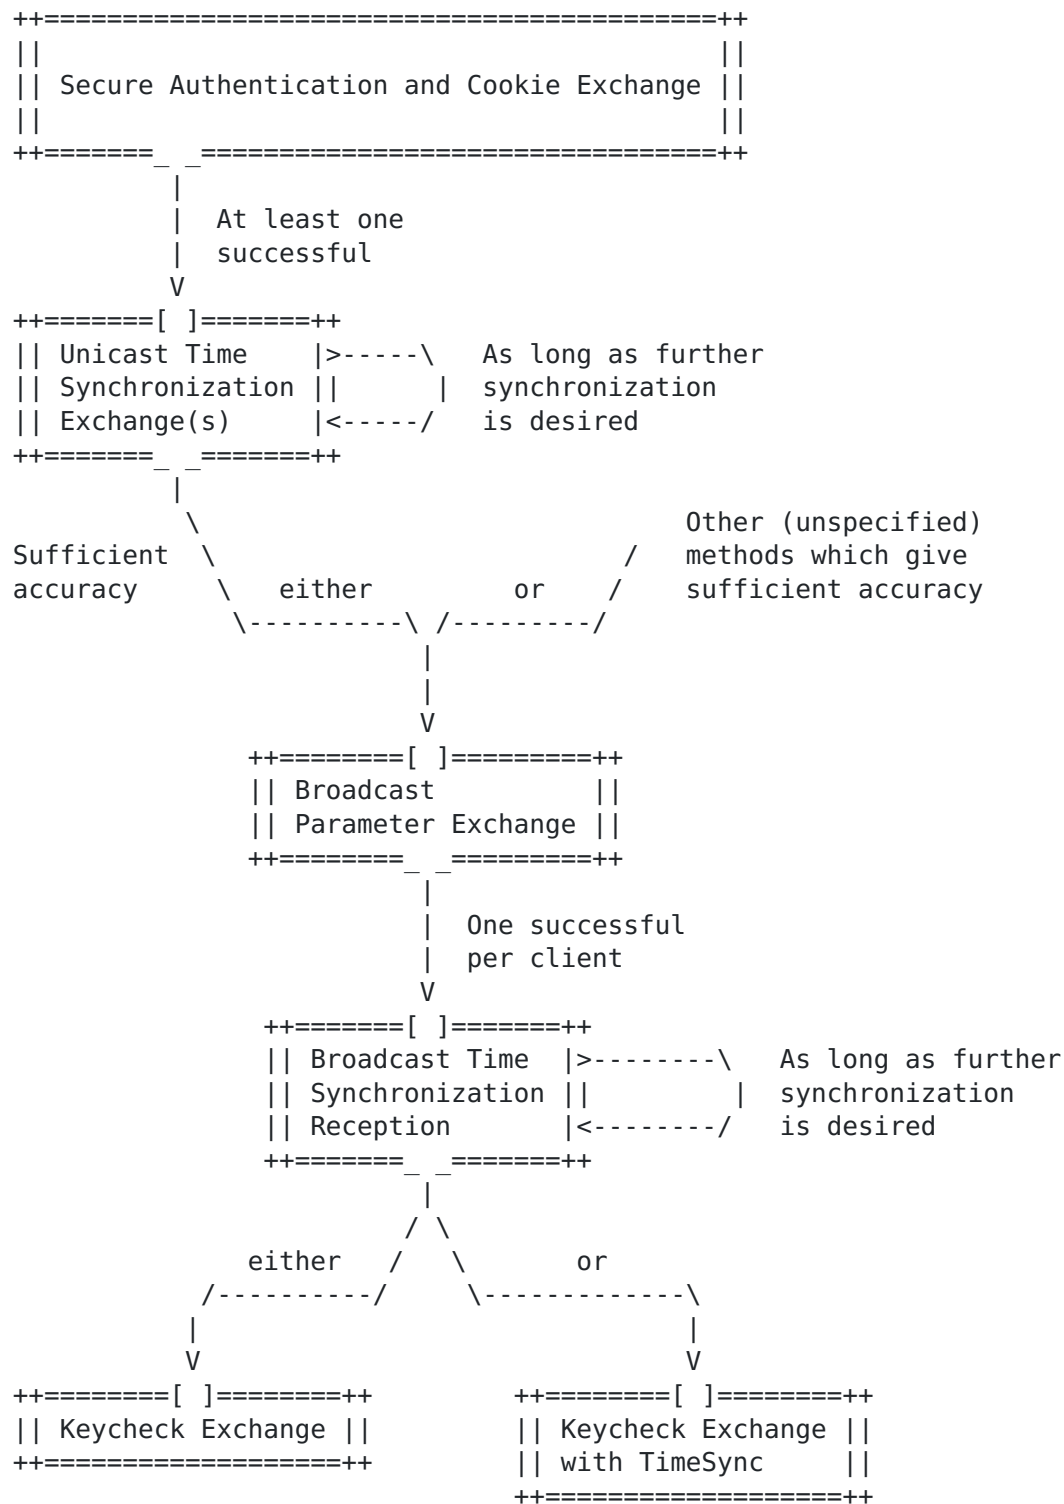 ++===========================================++
||                                           ||
|| Secure Authentication and Cookie Exchange ||
||                                           ||
++=======_ _=================================++
          |
          |  At least one
          |  successful
          V
++=======[ ]=======++
|| Unicast Time    |>-----\   As long as further
|| Synchronization ||      |  synchronization
|| Exchange(s)     |<-----/   is desired
++=======_ _=======++
          |
           \                               Other (unspecified)
Sufficient  \                          /   methods which give
accuracy     \   either         or    /    sufficient accuracy
              \----------\ /---------/
                          |
                          |
                          V
               ++========[ ]=========++
               || Broadcast          ||
               || Parameter Exchange ||
               ++========_ _=========++
                          |
                          |  One successful
                          |  per client
                          V
                ++=======[ ]=======++
                || Broadcast Time  |>--------\   As long as further
                || Synchronization ||         |  synchronization
                || Reception       |<--------/   is desired
                ++=======_ _=======++
                          |
                         / \
               either   /   \       or
            /----------/     \-------------\
           |                               |
           V                               V
++========[ ]========++         ++========[ ]========++
|| Keycheck Exchange ||         || Keycheck Exchange ||
++===================++         || with TimeSync     ||
                                ++===================++